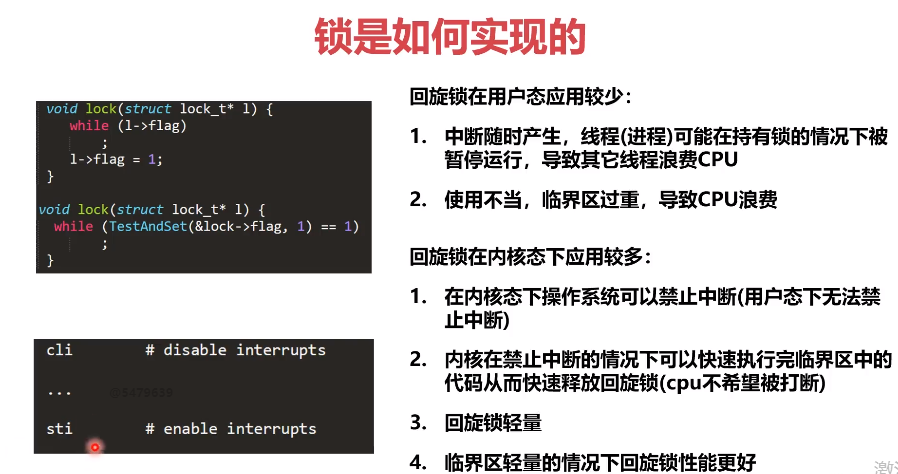 锁是如何实现的
void lock(struct lock_t* l) {
while (l->flag)
;
l->flag = 1;
}
void lock(struct lock_t* l) {
while (TestAndSet(&lock->flag, 1) == 1)
;
}
cli # disable interrupts
...
sti # enable interrupts
回旋锁在用户态应用较少：
1. 中断随时产生，线程(进程)可能在持有锁的情况下被
暂停运行，导致其它线程浪费CPU
2. 使用不当，临界区过重，导致CPU浪费
回旋锁在内核态下应用较多：
1. 在内核态下操作系统可以禁止中断(用户态下无法禁
止中断)
2. 内核在禁止中断的情况下可以快速执行完临界区中的
代码从而快速释放回旋锁(cpu不希望被打断)
3. 回旋锁轻量
4. 临界区轻量的情况下回旋锁性能更好